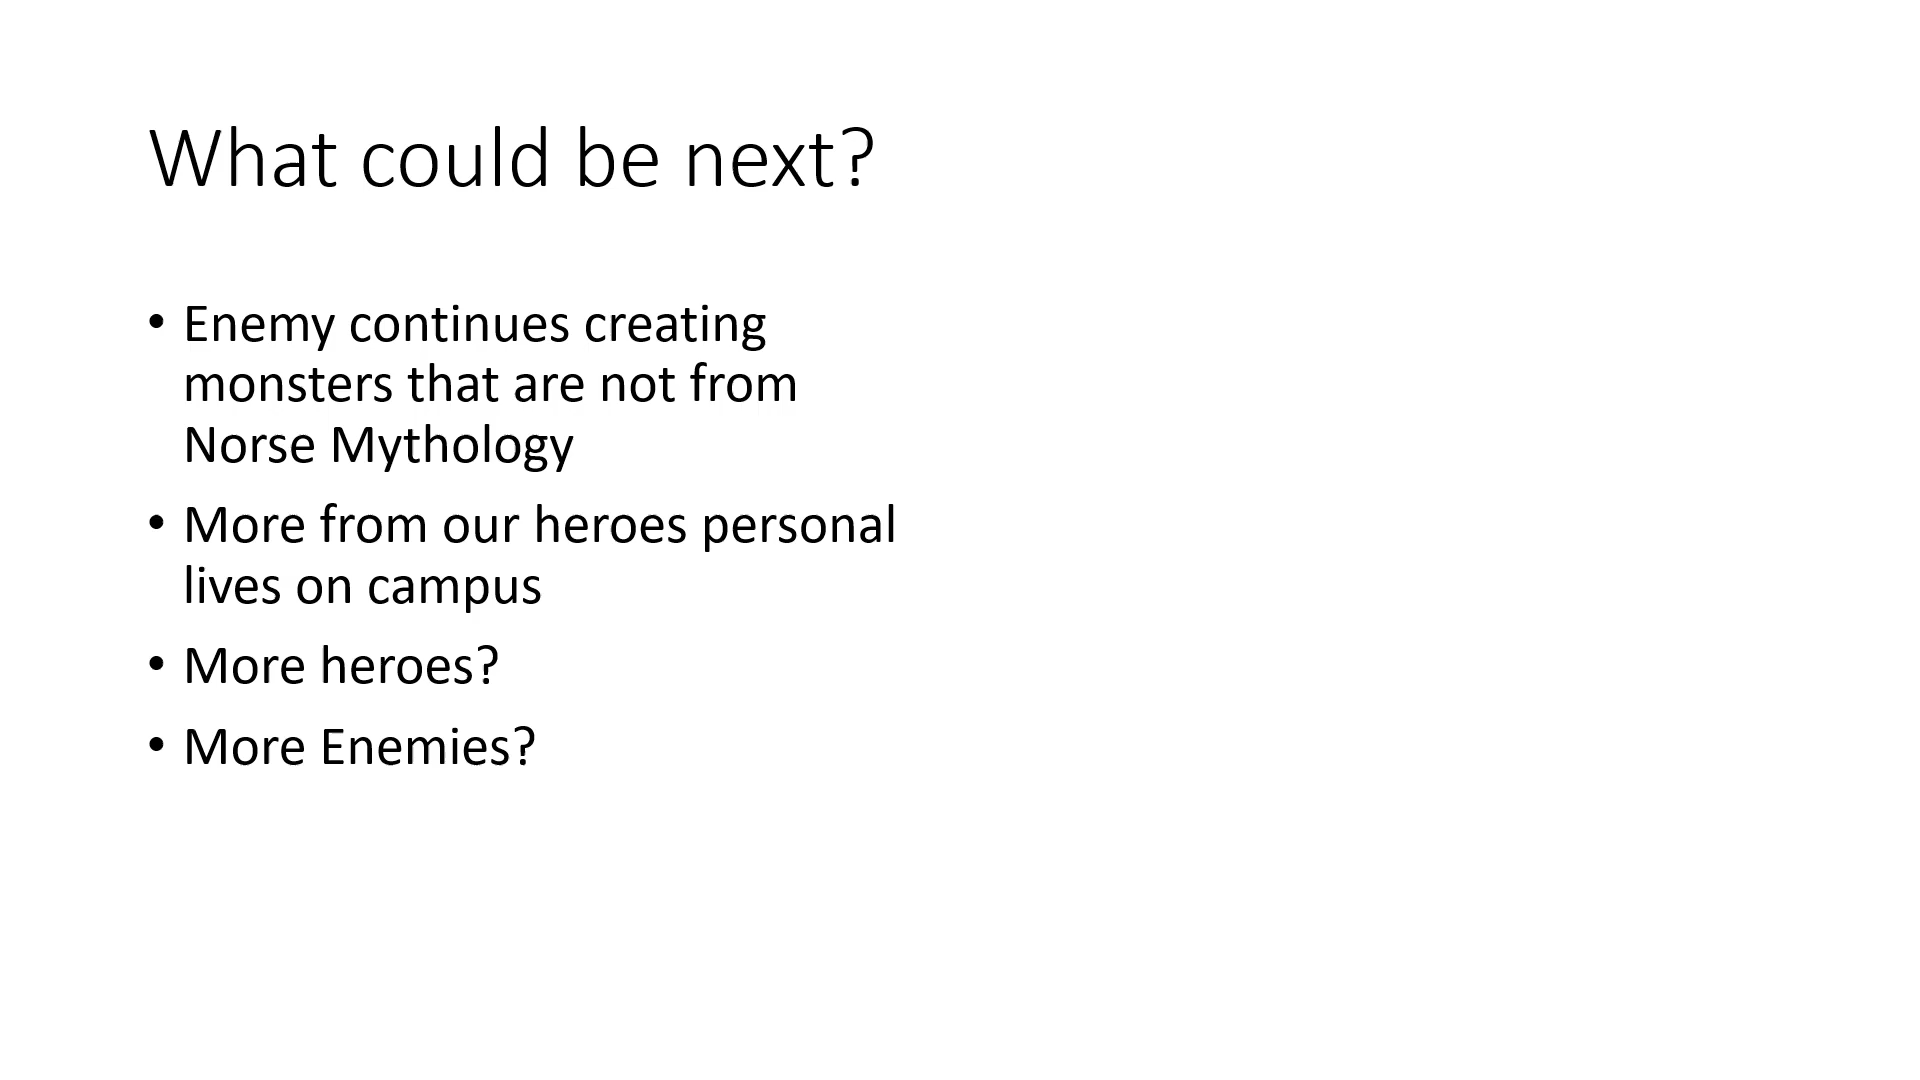 What could be next?
• Enemy continues creating
monsters that are not from
Norse Mythology
• More from our heroes personal
lives on campus
• More heroes?
• More Enemies?